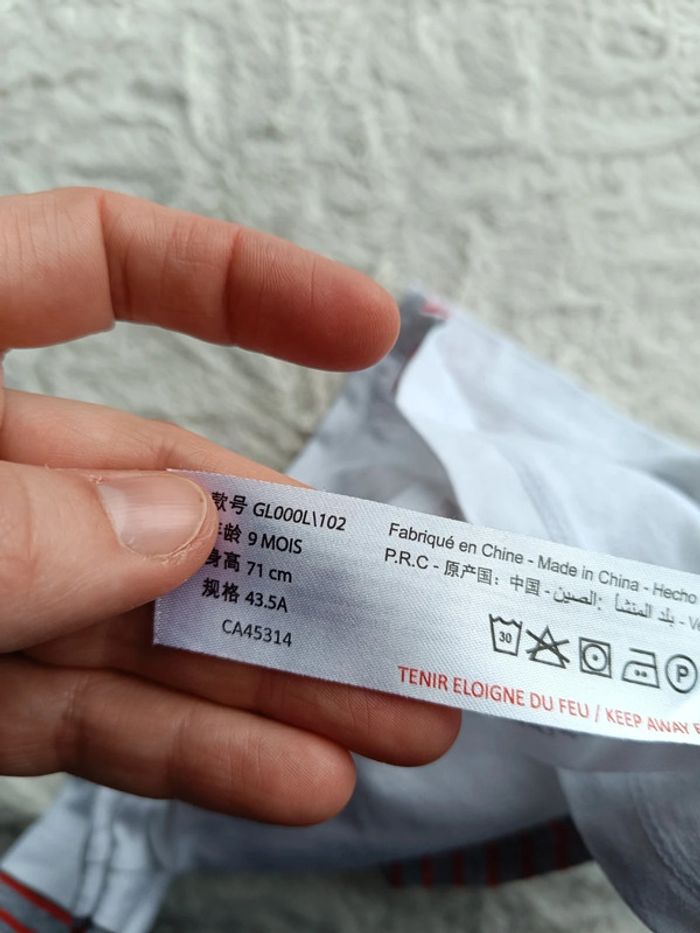 款号 GL000L\102
年龄 9 MOIS
身高 71 cm
规格 43.5A
CA45314
Fabriqué en Chine - Made in China - Hecho
P.R.C - 原产国: 中国 - بلد المنشأ: الصين -
30
P
TENIR ELOIGNE DU FEU / KEEP AWAY